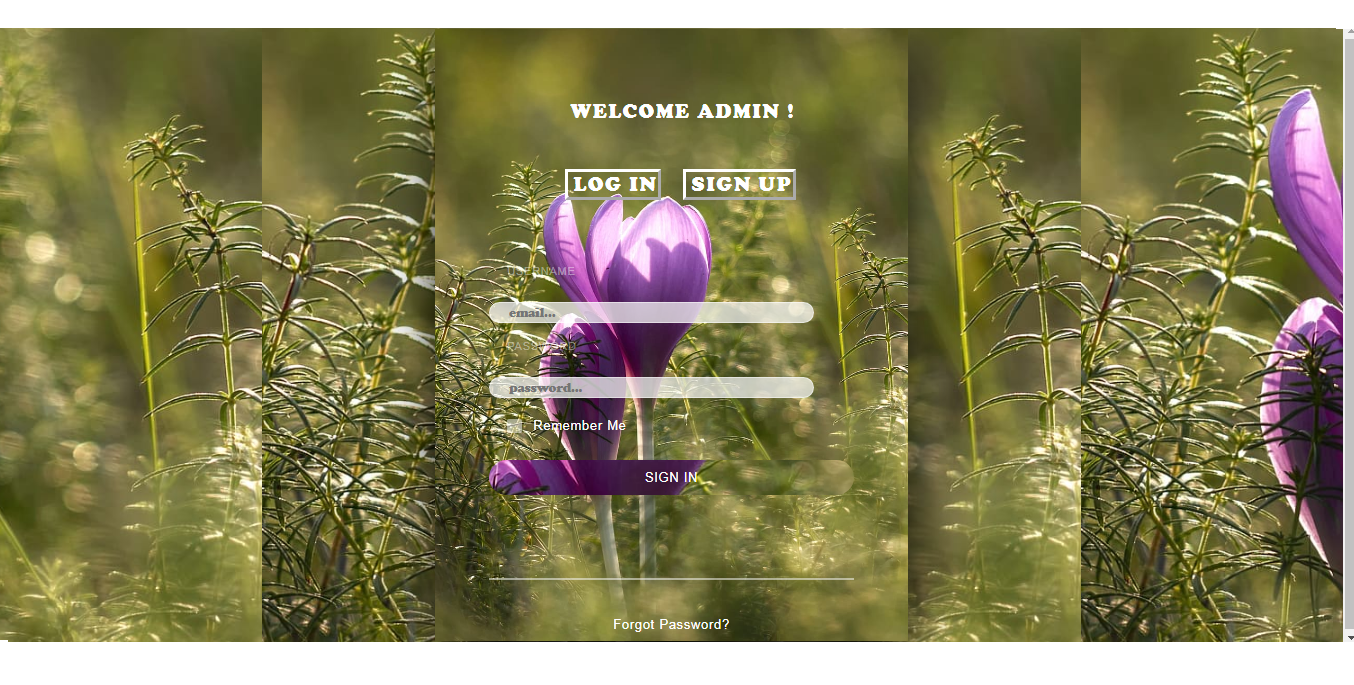 WELCOME ADMIN !
LOG IN SIGN UP
USERNAME
email...
PASSWORD
password...
Remember Me
SIGN IN
Forgot Password?